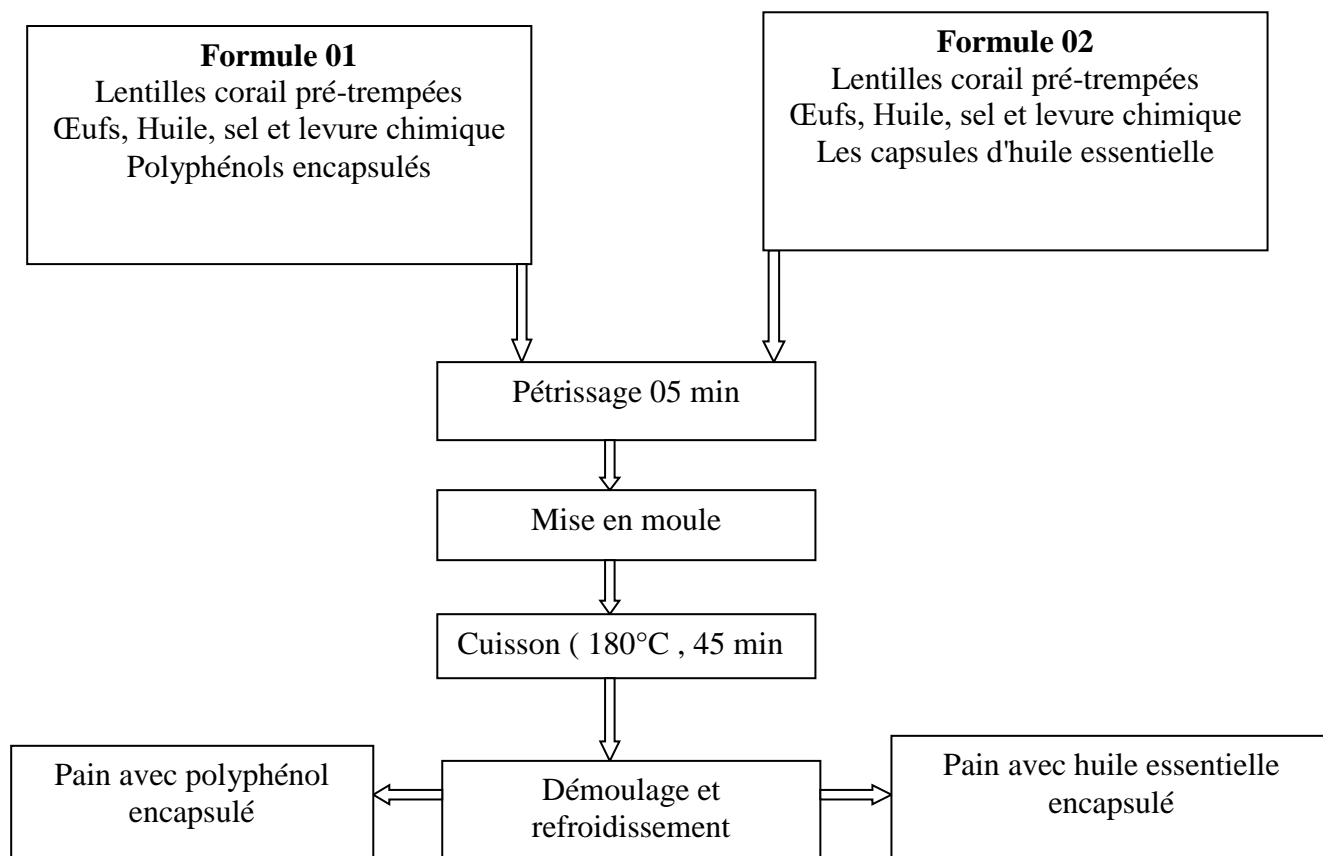 Formule 01
Lentilles corail pré-trempées
Œufs, Huile, sel et levure chimique
Polyphénols encapsulés
Formule 02
Lentilles corail pré-trempées
Œufs, Huile, sel et levure chimique
Les capsules d'huile essentielle
Pétrissage 05 min
Mise en moule
Cuisson ( 180°C , 45 min
Pain avec polyphénol
encapsulé
Démoulage et
refroidissement
Pain avec huile essentielle
encapsulé